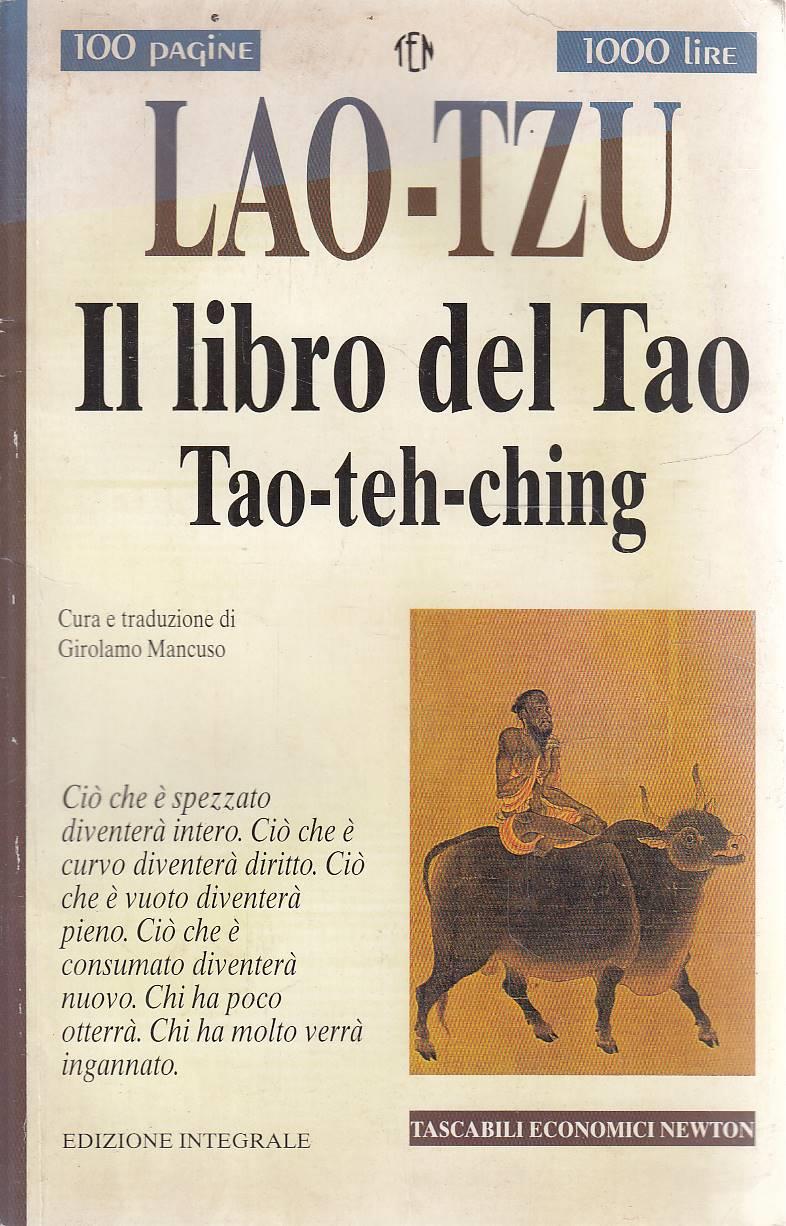 100 PAGINE
TEN
1000 LIRE
LAO-TZU
Il libro del Tao
Tao-teh-ching
Cura e traduzione di
Girolamo Mancuso
Ciò che è spezzato
diventerà intero. Ciò che è
curvo diventerà diritto. Ciò
che è vuoto diventerà
pieno. Ciò che è
consumato diventerà
nuovo. Chi ha poco
otterrà. Chi ha molto verrà
ingannato.
EDIZIONE INTEGRALE
TASCABILI ECONOMICI NEWTON